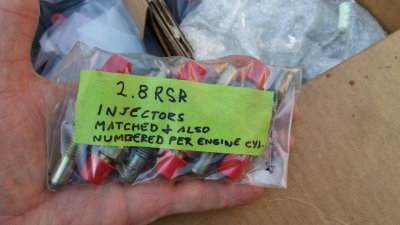 2.8 RSR
INJECTORS
MATCHED & ALSO
NUMBERED PER ENGINE CYL.